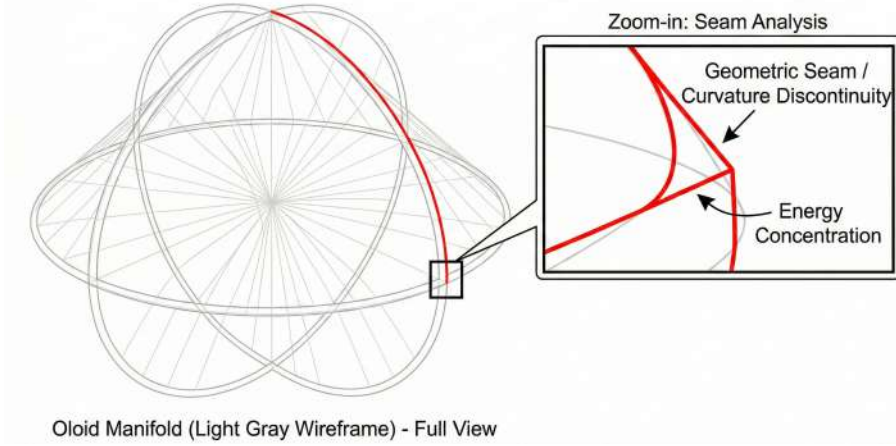 Zoom-in: Seam Analysis
Geometric Seam /
Curvature Discontinuity
Energy
Concentration
Oloid Manifold (Light Gray Wireframe) - Full View